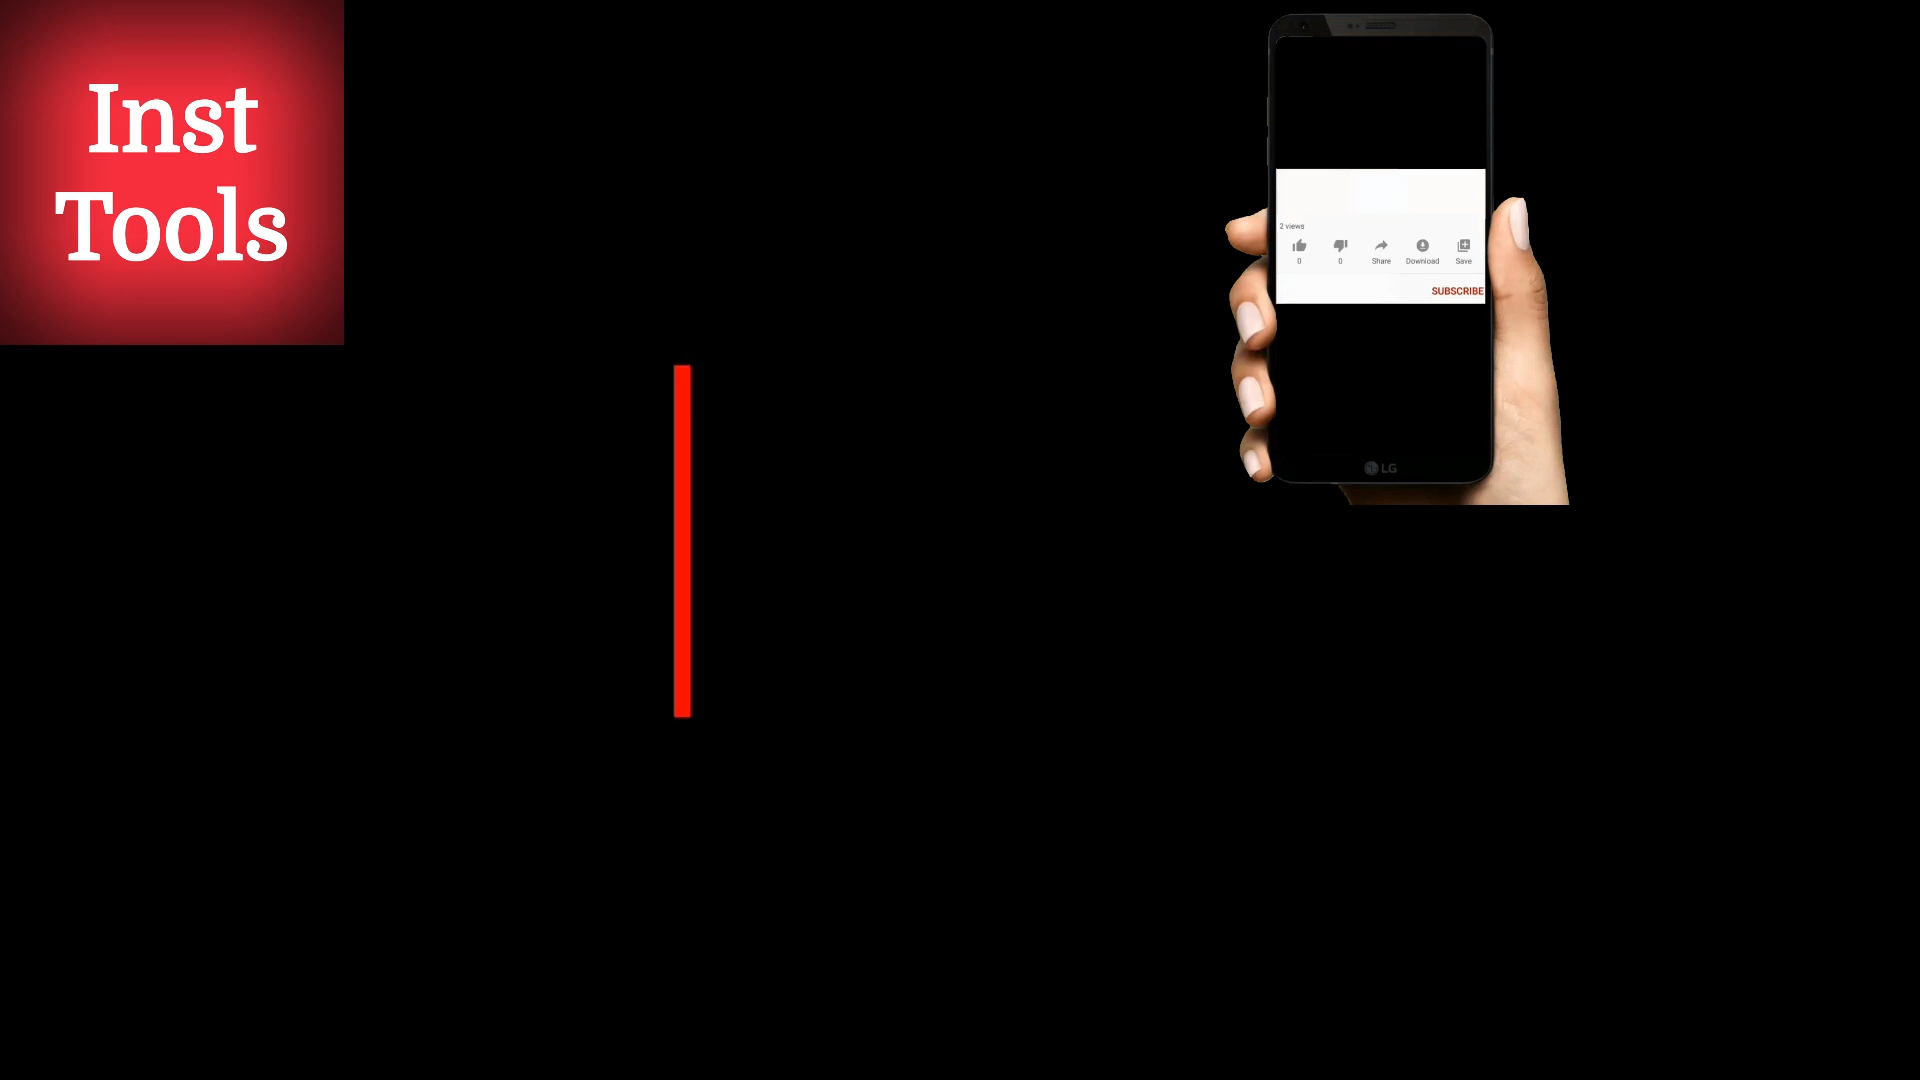 Inst
Tools
2 views
0 0 Share Download Save
SUBSCRIBE
LG